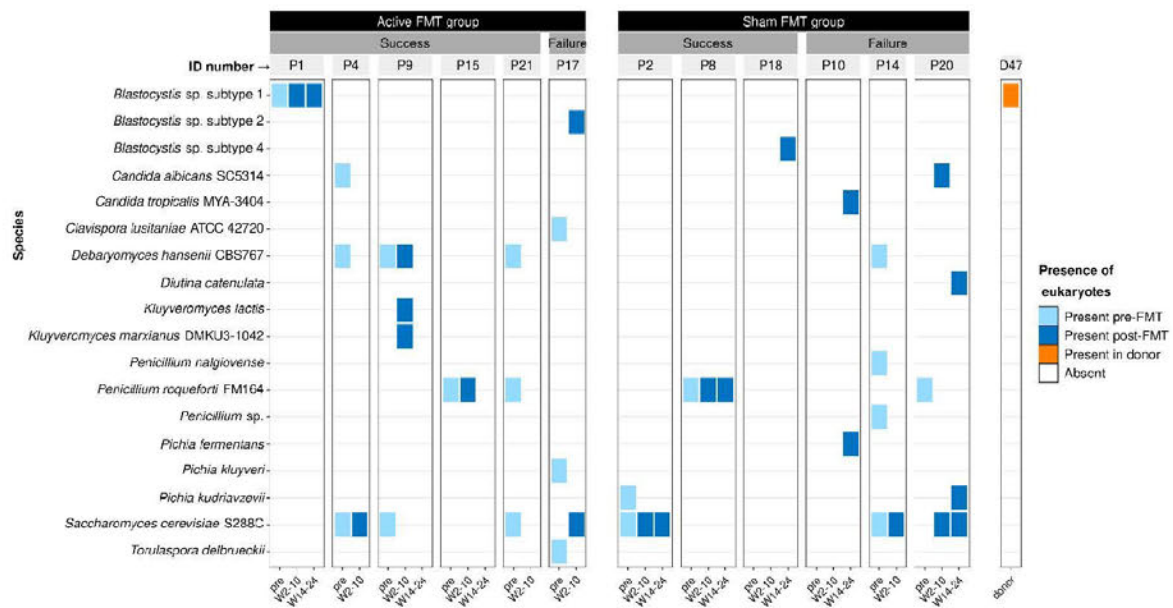 Active FMT group Sham FMT group
Success Failure Success Failure
ID number → P1 P4 P9 P15 P21 P17 P2 P8 P18 P10 P14 P20 D47
Species
Blastocystis sp. subtype 1
Blastocystis sp. subtype 2
Blastocystis sp. subtype 4
Candida albicans SC5314
Candida tropicalis MYA-3404
Clavispora lusitaniae ATCC 42720
Debaryomyces hansenii CBS767
Diutina catenulata
Kluyveromyces lactis
Kluyveromyces marxianus DMKU3-1042
Penicillium nalgiovense
Penicillium roqueforti FM164
Penicillium sp.
Pichia fermentans
Pichia kluyveri
Pichia kudriavzevii
Saccharomyces cerevisiae S288C
Torulaspora delbrueckii
pre W2-10 W14-24 pre W2-10 pre W2-10 W14-24 pre W2-10 W14-24 pre W2-10 pre W2-10 pre W2-10 W14-24 pre W2-10 W14-24 pre W2-10 W14-24 pre W2-10 W14-24 pre W2-10 pre W2-10 W14-24 donor
Presence of
eukaryotes
Present pre-FMT
Present post-FMT
Present in donor
Absent